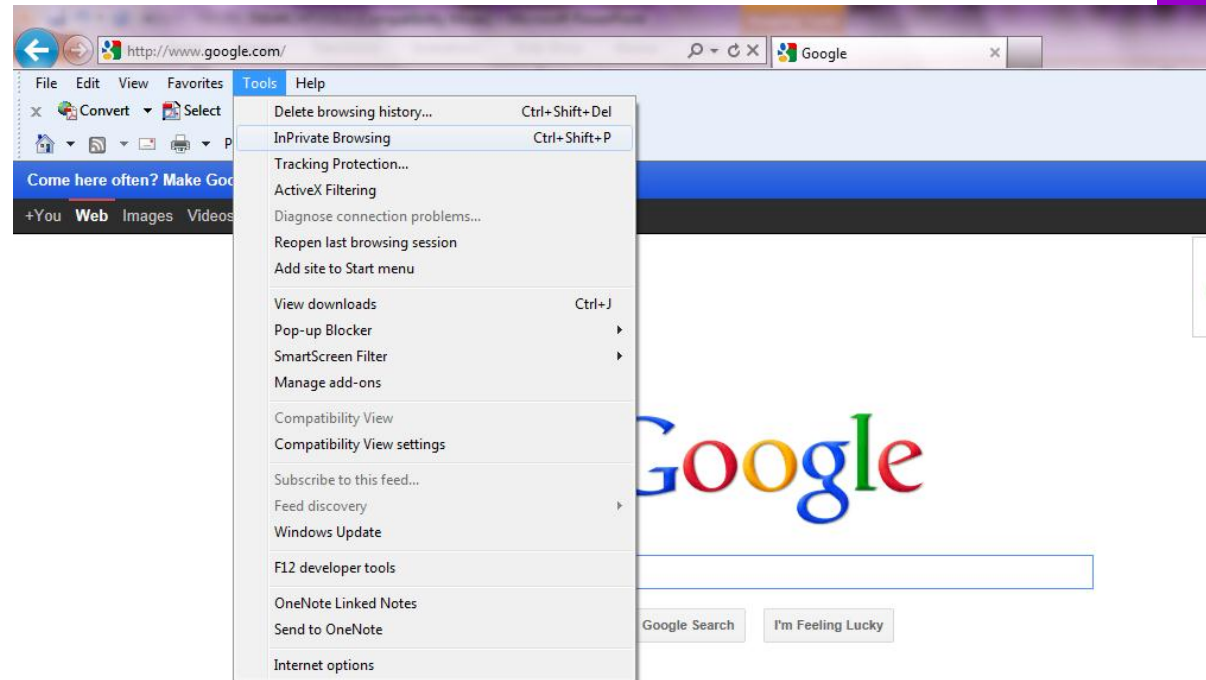 http://www.google.com/
Google
File Edit View Favorites Tools Help
x Convert Select
P
Delete browsing history... Ctrl+Shift+Del
InPrivate Browsing Ctrl+Shift+P
Tracking Protection...
ActiveX Filtering
Diagnose connection problems...
Reopen last browsing session
Add site to Start menu
View downloads Ctrl+J
Pop-up Blocker
SmartScreen Filter
Manage add-ons
Compatibility View
Compatibility View settings
Subscribe to this feed...
Feed discovery
Windows Update
F12 developer tools
OneNote Linked Notes
Send to OneNote
Internet options
Come here often? Make Goo
+You Web Images Videos
Google
Google Search I'm Feeling Lucky